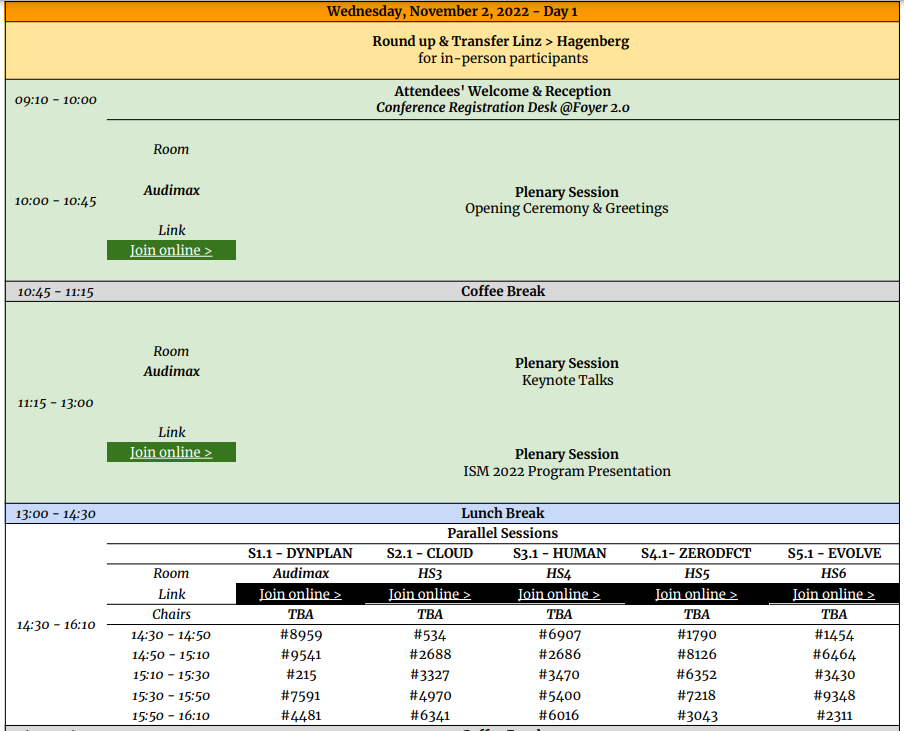 Wednesday, November 2, 2022 - Day 1
Round up & Transfer Linz > Hagenberg
for in-person participants
09:10 - 10:00
Attendees' Welcome & Reception
Conference Registration Desk @Foyer 2.0
10:00 - 10:45
Room
Audimax
Link
Join online >
Plenary Session
Opening Ceremony & Greetings
10:45 - 11:15 Coffee Break
11:15 - 13:00
Room
Audimax
Link
Join online >
Plenary Session
Keynote Talks
Plenary Session
ISM 2022 Program Presentation
13:00 - 14:30 Lunch Break
14:30 - 16:10
Parallel Sessions
S1.1 - DYNPLAN S2.1 - CLOUD S3.1 - HUMAN S4.1- ZERODFCT S5.1 - EVOLVE
Room Audimax HS3 HS4 HS5 HS6
Link Join online > Join online > Join online > Join online > Join online >
Chairs TBA TBA TBA TBA TBA
14:30 - 14:50 #8959 #534 #6907 #1790 #1454
14:50 - 15:10 #9541 #2688 #2686 #8126 #6464
15:10 - 15:30 #215 #3327 #3470 #6352 #3430
15:30 - 15:50 #7591 #4970 #5400 #7218 #9348
15:50 - 16:10 #4481 #6341 #6016 #3043 #2311